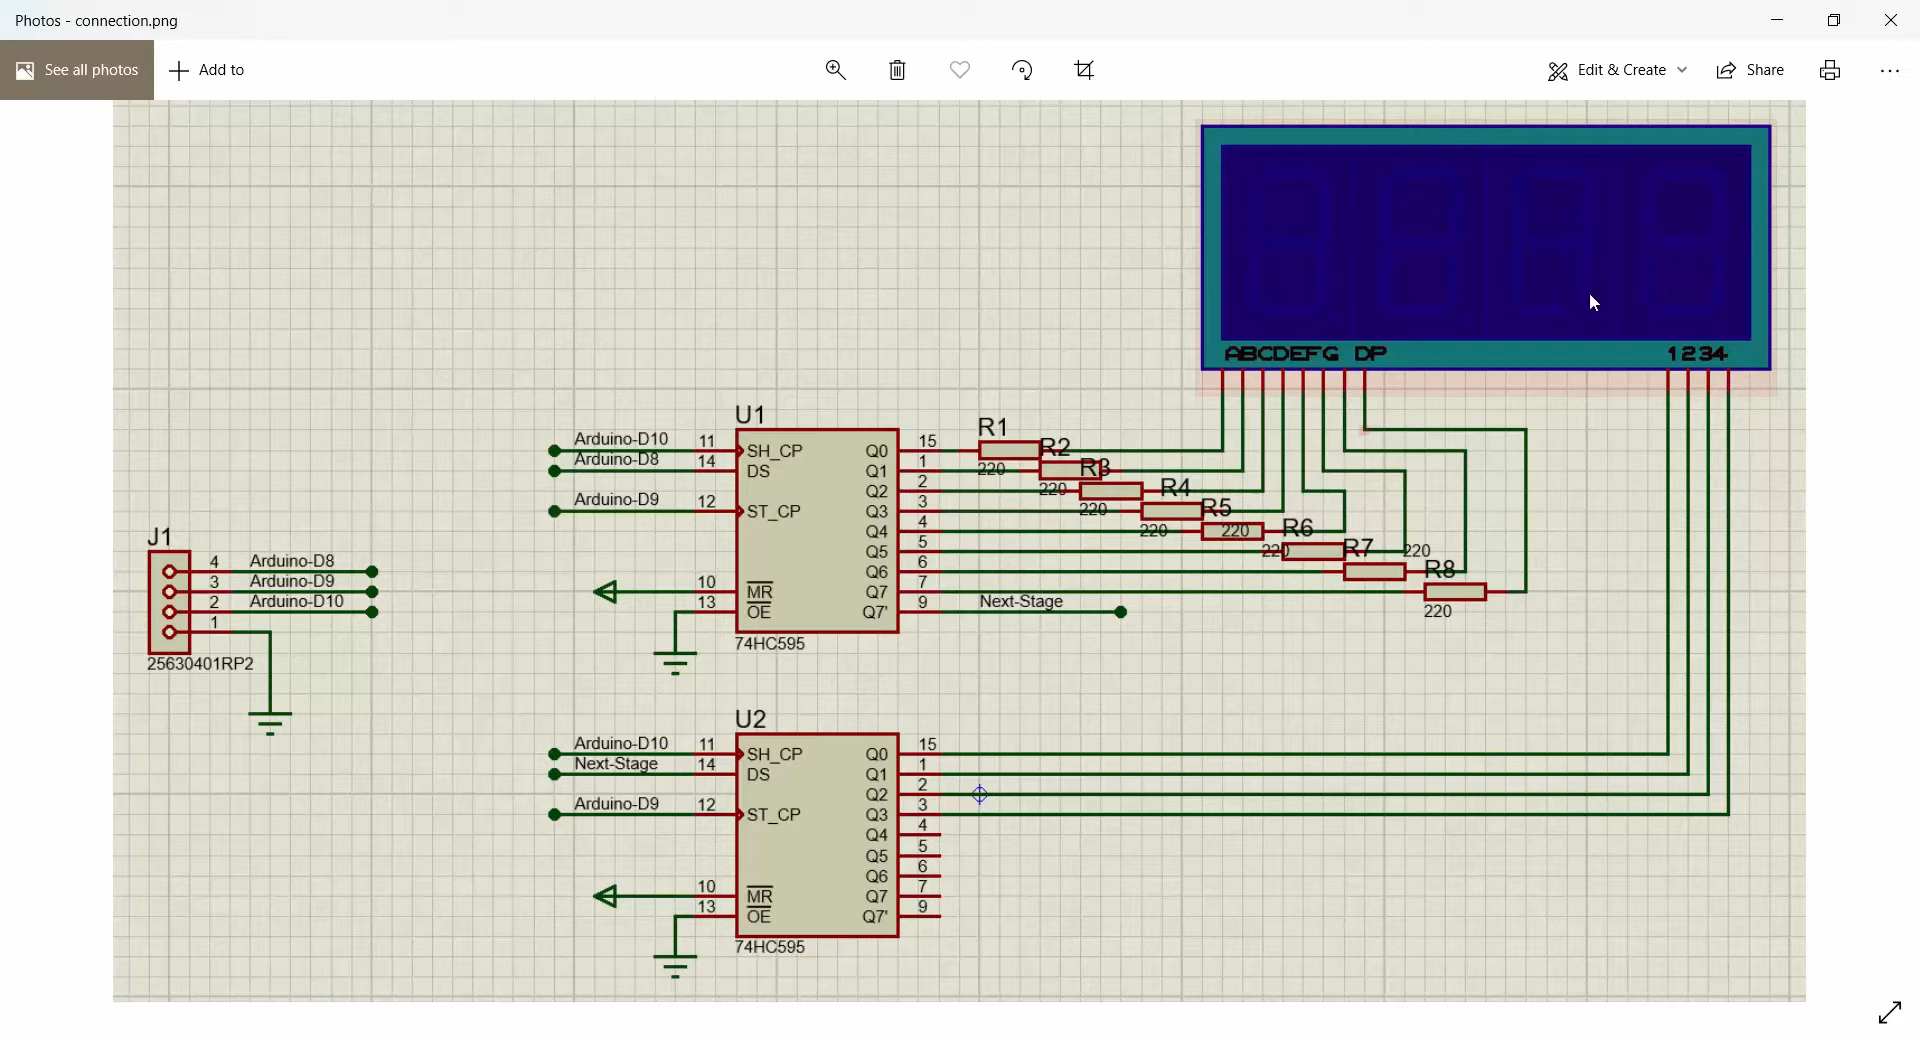 Photos - connection.png
See all photos
Add to
Edit & Create
Share
ABCDEFG DP
1234
U1
Arduino-D10
11
SH_CP
Q0
15
R1
Arduino-D8
14
DS
Q1
1
220
R2
Q2
2
220
R3
Arduino-D9
12
ST_CP
Q3
3
220
R4
Q4
4
220
R5
220
Q5
5
220
R6
Q6
6
R7
220
10
MR
Q7
7
R8
220
13
OE
Q7'
9
Next-Stage
74HC595
J1
4
Arduino-D8
3
Arduino-D9
2
Arduino-D10
1
25630401RP2
U2
Arduino-D10
11
SH_CP
Q0
15
Next-Stage
14
DS
Q1
1
Q2
2
Arduino-D9
12
ST_CP
Q3
3
Q4
4
Q5
5
Q6
6
10
MR
Q7
7
13
OE
Q7'
9
74HC595